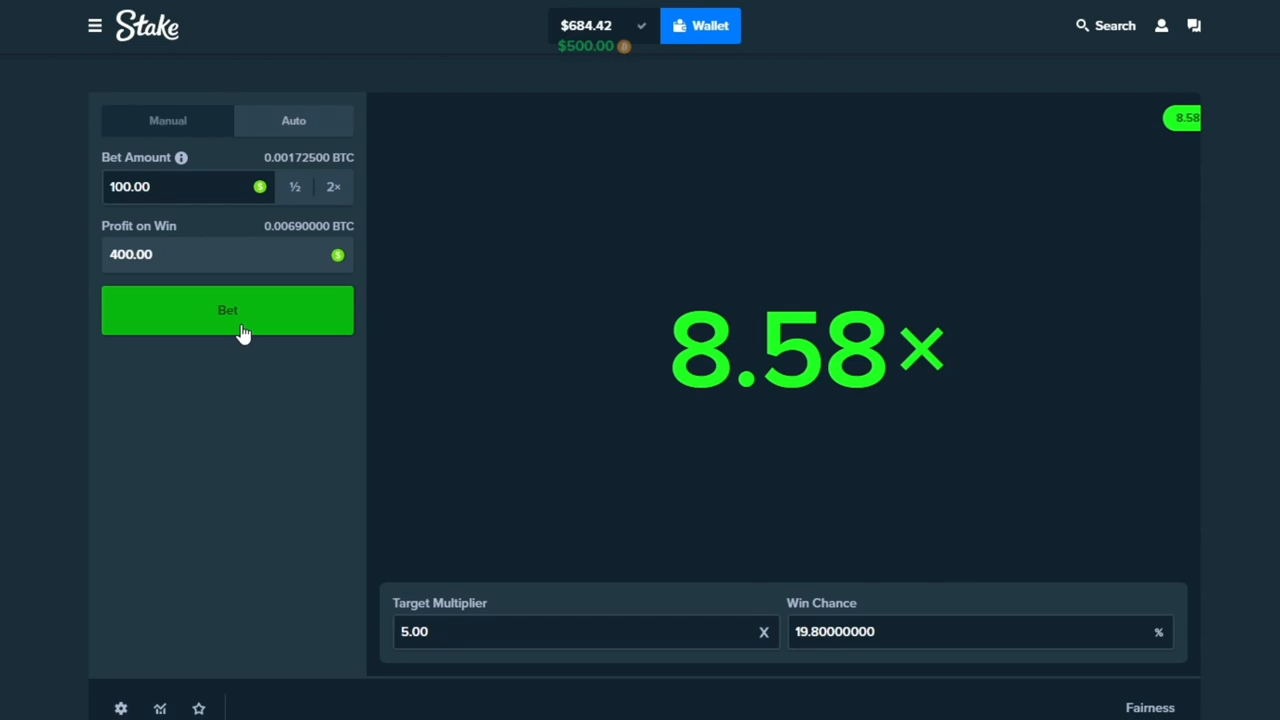 Stake
$684.42
Wallet
Search
$500.00
Manual
Auto
8.58
Bet Amount
0.00172500 BTC
100.00
½
2×
Profit on Win
0.00690000 BTC
400.00
Bet
8.58×
Target Multiplier
Win Chance
5.00
X
19.80000000
%
Fairness